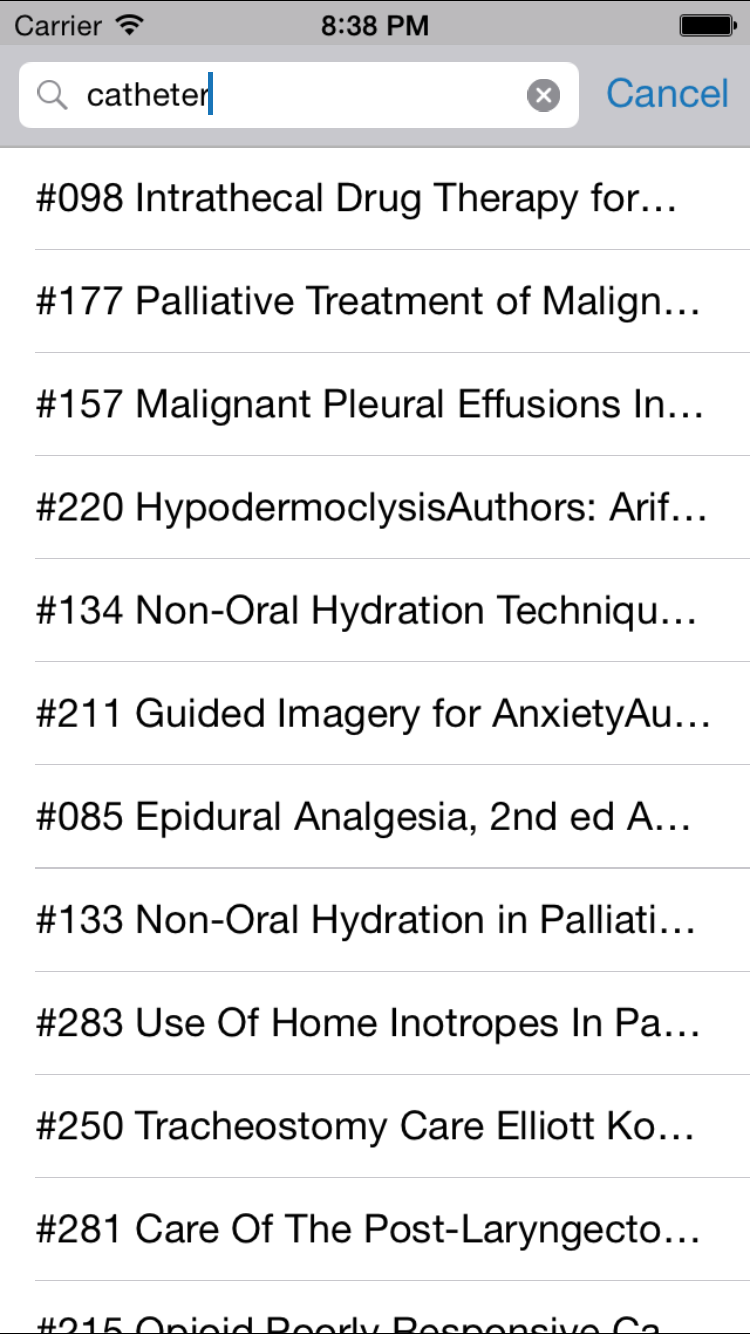 Carrier 8:38 PM
catheter Cancel
#098 Intrathecal Drug Therapy for…
#177 Palliative Treatment of Malign…
#157 Malignant Pleural Effusions In…
#220 HypodermoclysisAuthors: Arif…
#134 Non-Oral Hydration Techniqu…
#211 Guided Imagery for AnxietyAu…
#085 Epidural Analgesia, 2nd ed A…
#133 Non-Oral Hydration in Palliati…
#283 Use Of Home Inotropes In Pa…
#250 Tracheostomy Care Elliott Ko…
#281 Care Of The Post-Laryngecto…
#215 Opioid Poorly Responsive Ca…